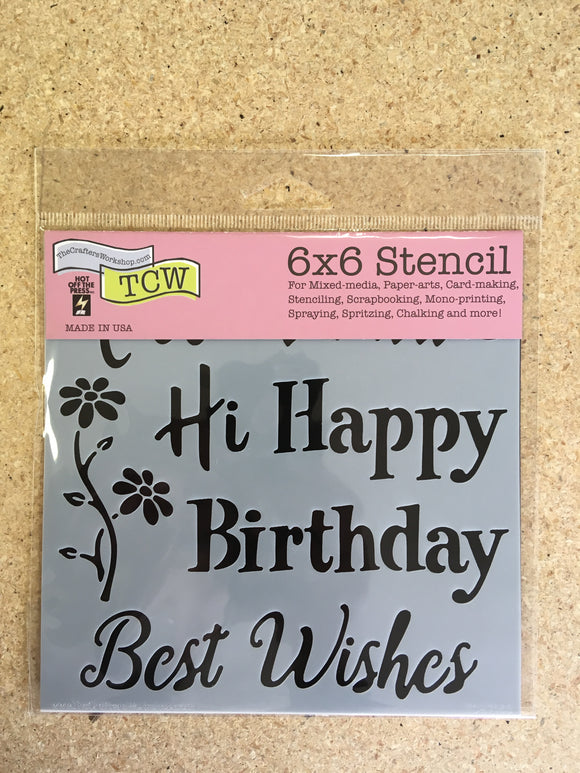 TheCraftersWorkshop.com
TCW
HOT
OFF THE
PRESS
MADE IN USA
6x6 Stencil
For Mixed-media, Paper-arts, Card-making,
Stenciling, Scrapbooking, Mono-printing,
Spraying, Spritzing, Chalking and more!
Hi Happy
Birthday
Best Wishes